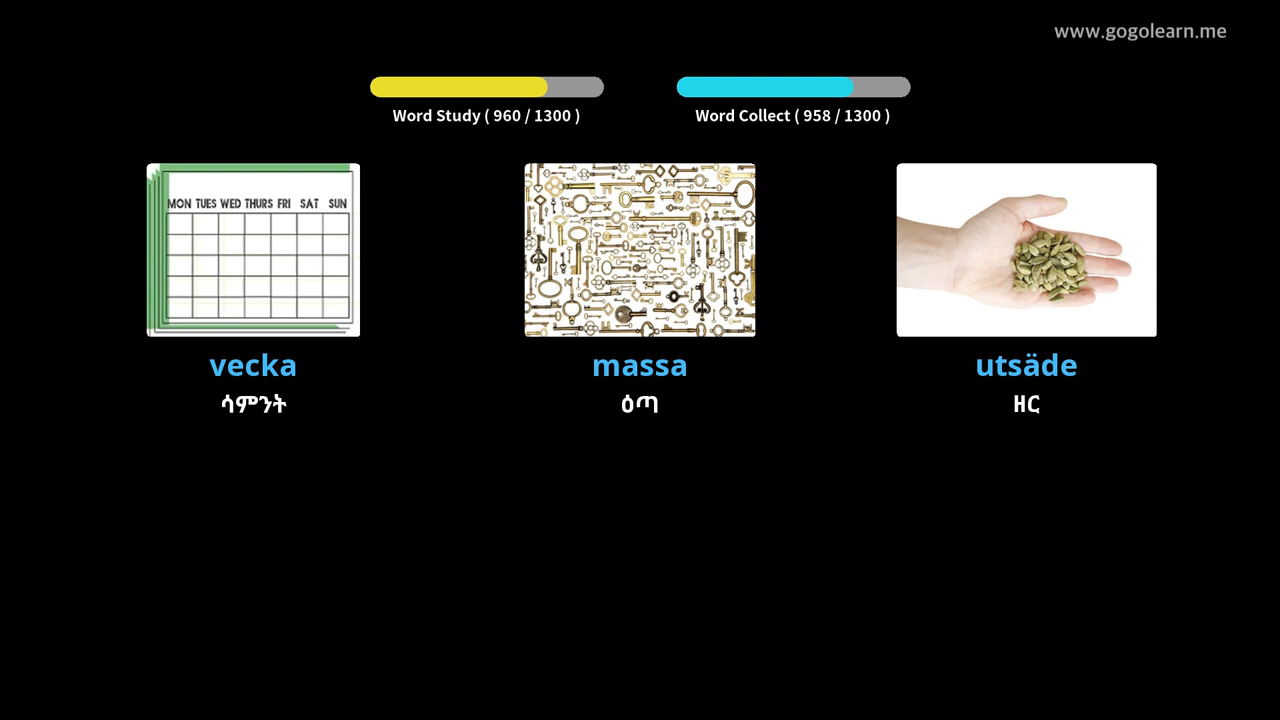 www.gogolearn.me
Word Study ( 960 / 1300 )
Word Collect ( 958 / 1300 )
MON TUES WED THURS FRI SAT SUN
vecka
massa
utsäde
ሳምንት
ዕጣ
ዘር